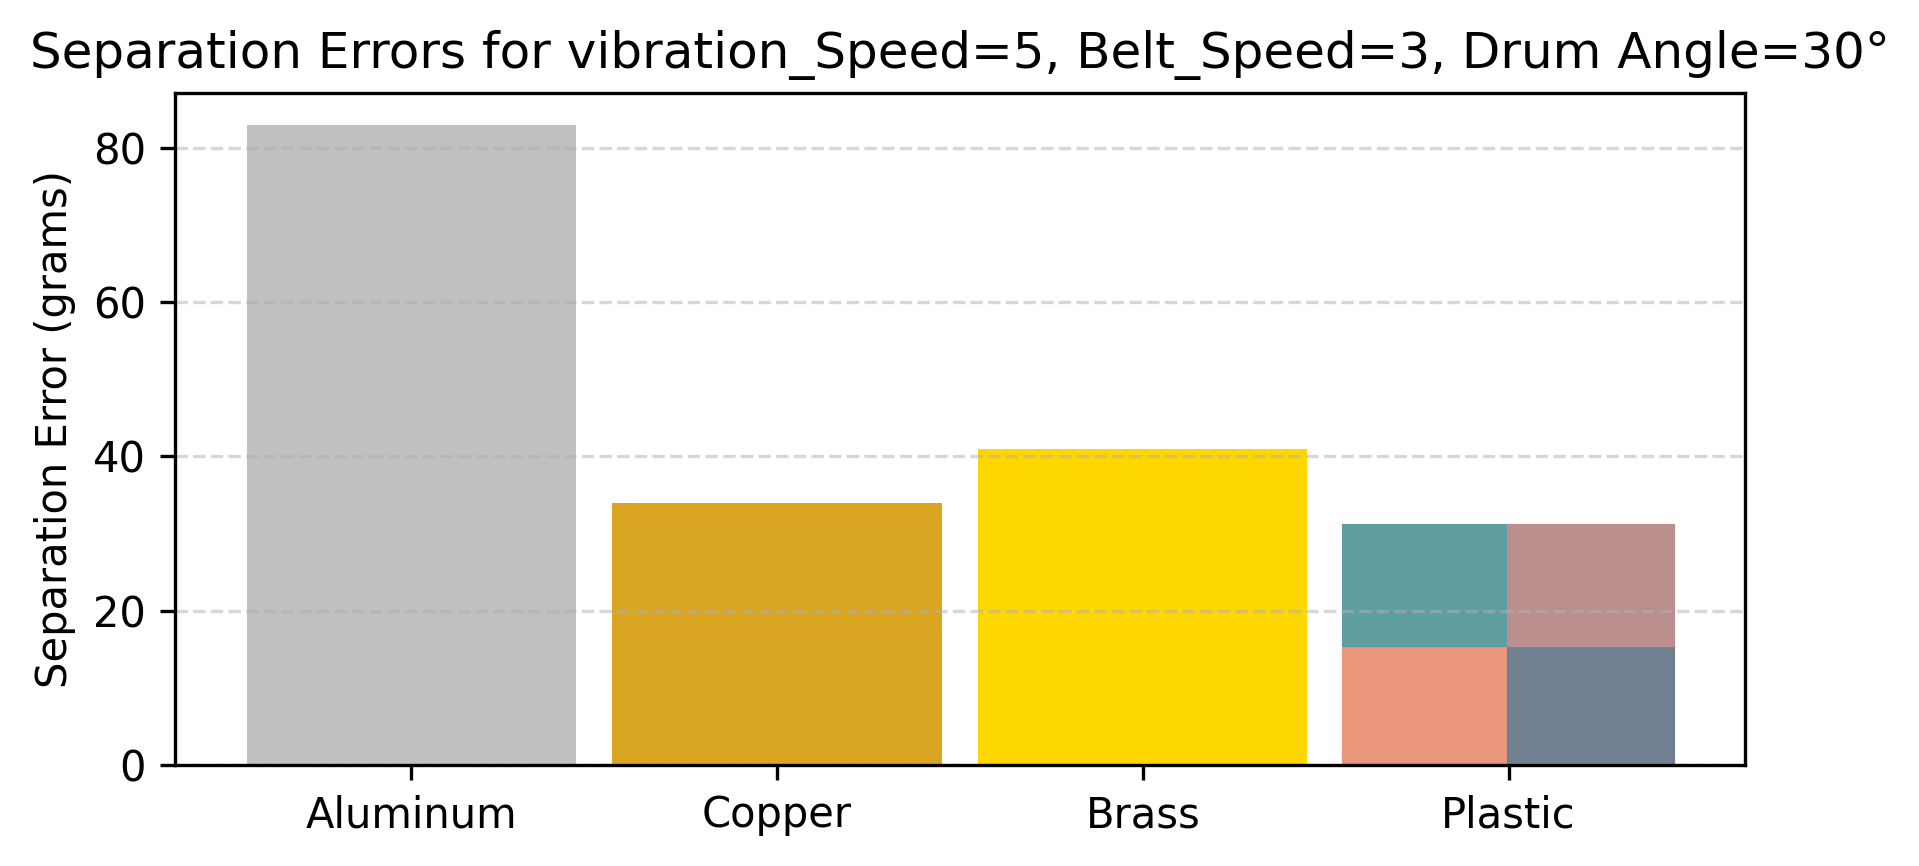 Separation Errors for vibration_Speed=5, Belt_Speed=3, Drum Angle=30°
Separation Error (grams)
80
60
40
20
0
Aluminum
Copper
Brass
Plastic